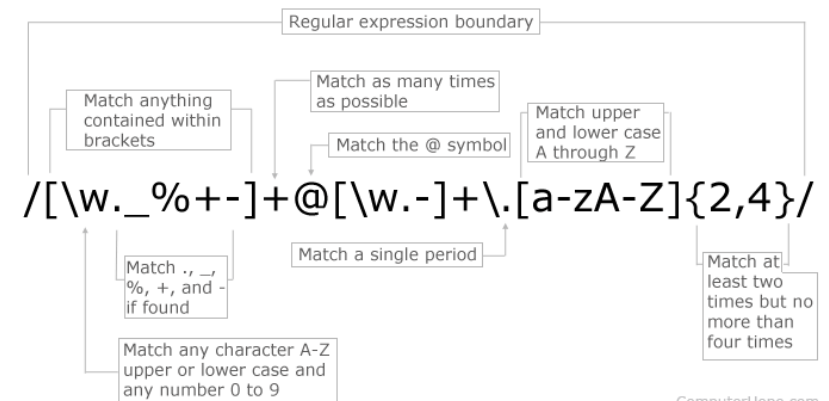 Regular expression boundary
Match as many times
as possible
Match anything
contained within
brackets
Match upper
and lower case
A through Z
Match the @ symbol
/[\w._%+-]+@[\w.-]+\.[a-zA-Z]{2,4}/
Match a single period
Match ., _,
%, +, and -
if found
Match at
least two
times but no
more than
four times
Match any character A-Z
upper or lower case and
any number 0 to 9